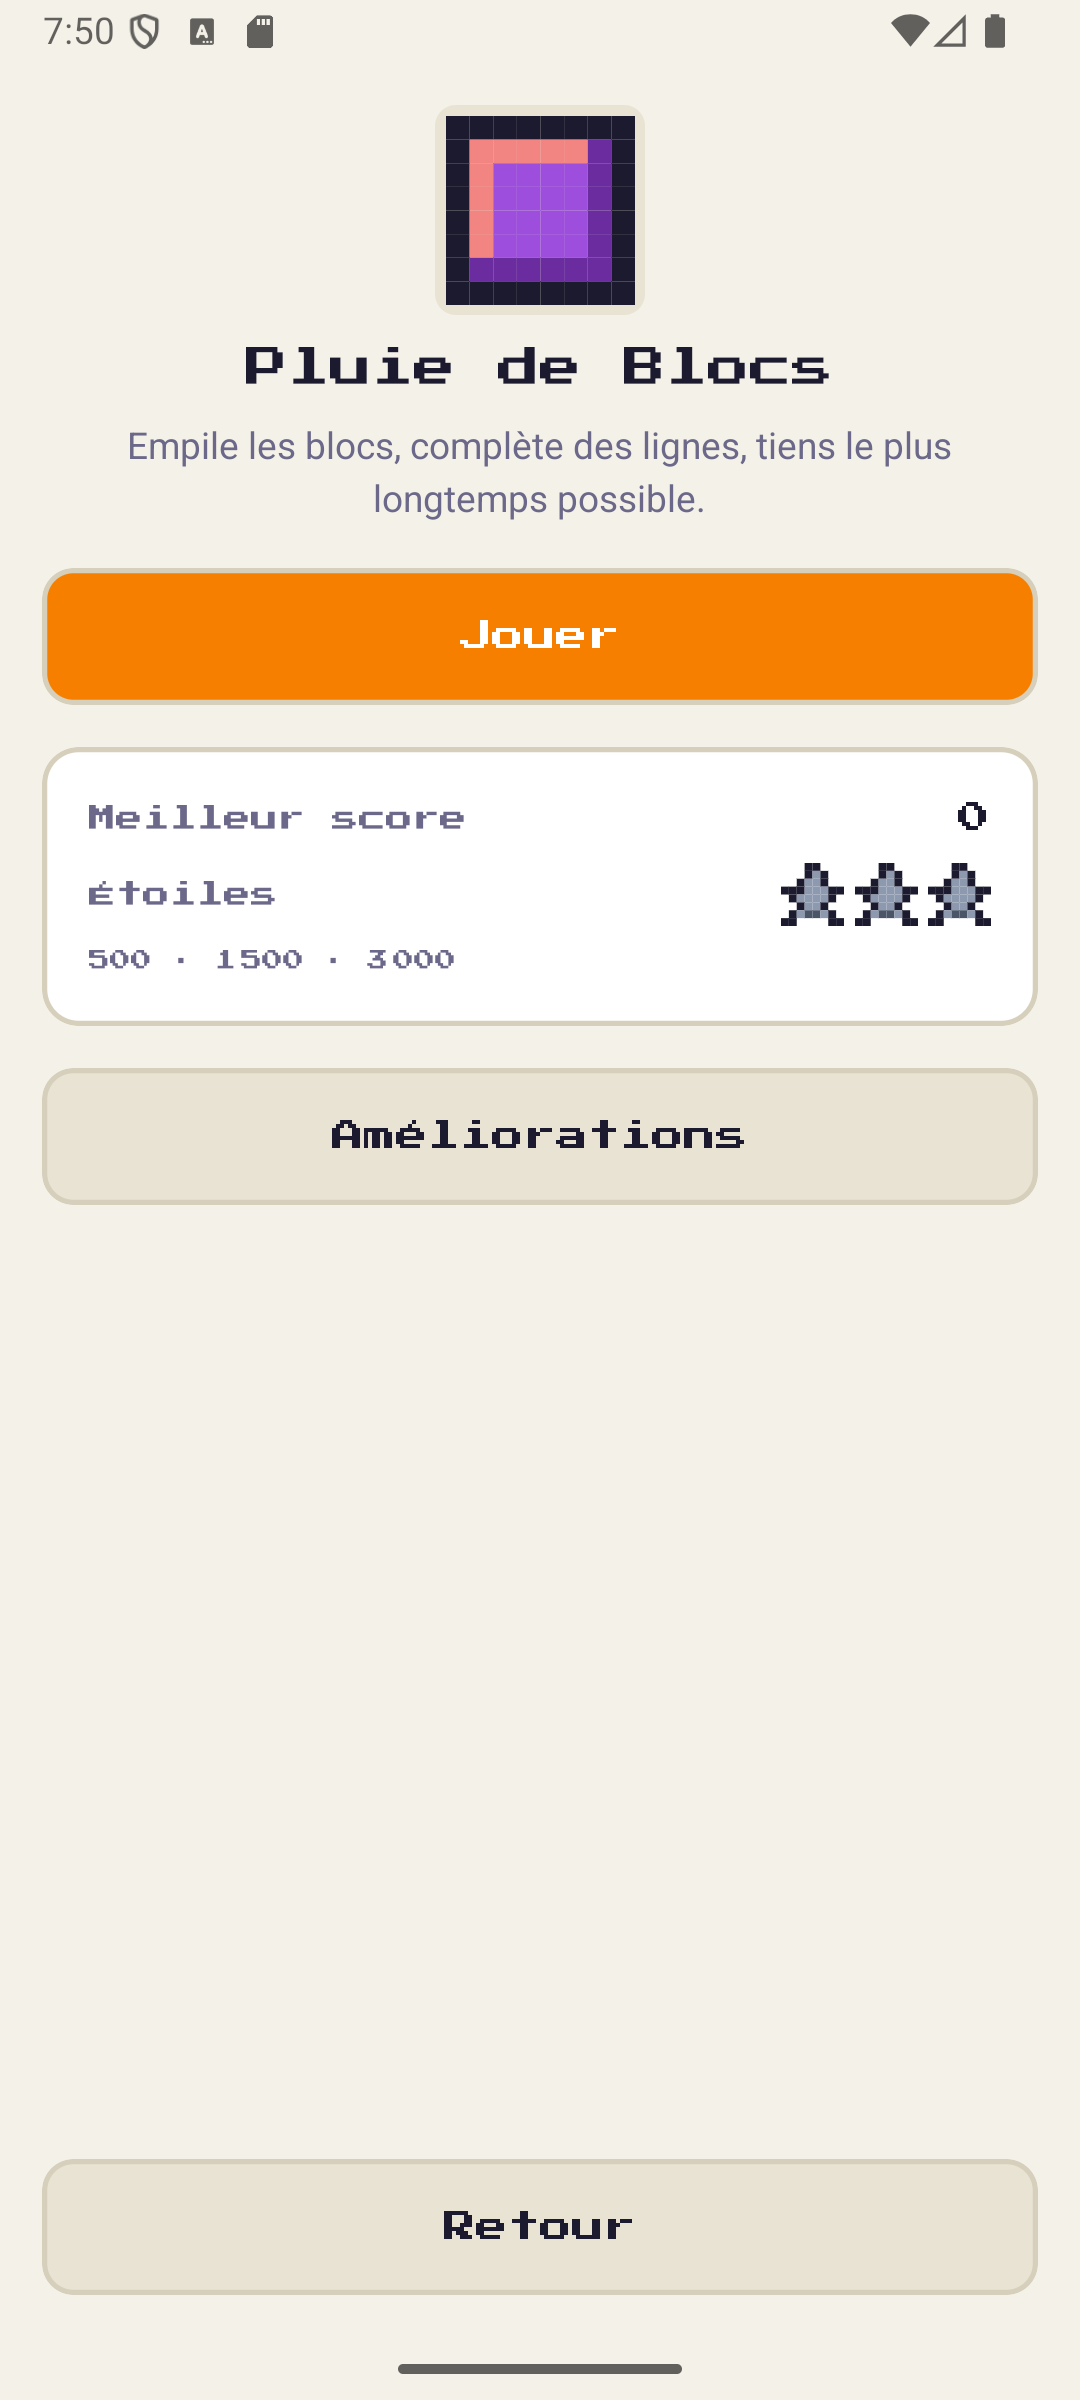 7:50
Pluie de Blocs
Empile les blocs, complète des lignes, tiens le plus
longtemps possible.
Jouer
Meilleur score 0
Étoiles
500 · 1500 · 3000
Améliorations
Retour